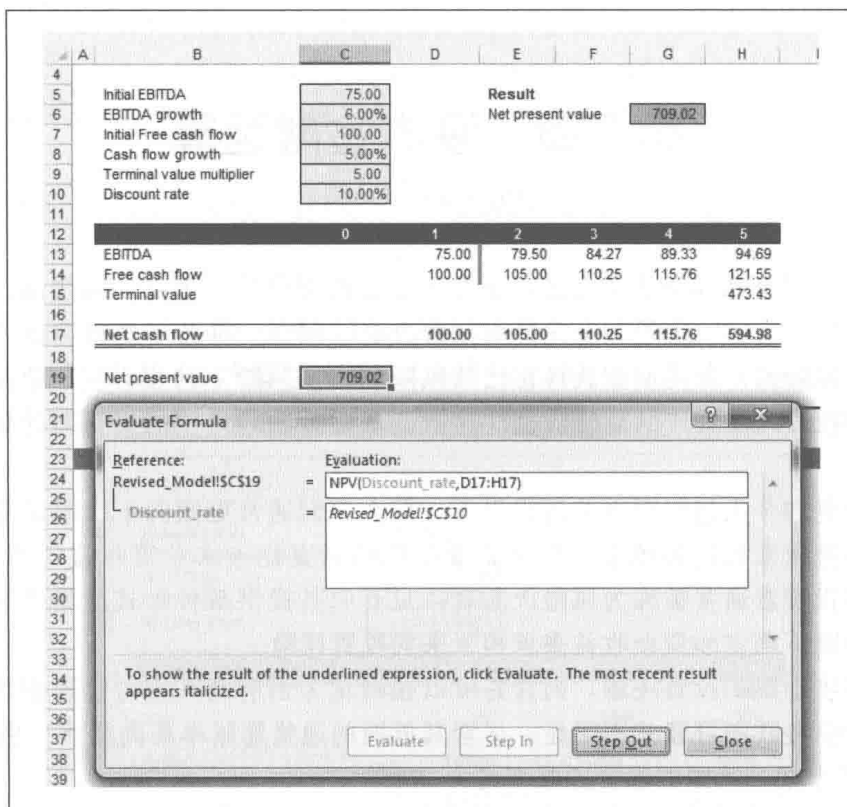 A B C D E F G H I
4
5 Initial EBITDA 75.00 Result
6 EBITDA growth 6.00% Net present value 709.02
7 Initial Free cash flow 100.00
8 Cash flow growth 5.00%
9 Terminal value multiplier 5.00
10 Discount rate 10.00%
11
12 0 1 2 3 4 5
13 EBITDA 75.00 79.50 84.27 89.33 94.69
14 Free cash flow 100.00 105.00 110.25 115.76 121.55
15 Terminal value 473.43
16
17 Net cash flow 100.00 105.00 110.25 115.76 594.98
18
19 Net present value 709.02
20
21 Evaluate Formula
22
23 Reference: Evaluation:
24 Revised_Model!$C$19 = NPV(Discount_rate,D17:H17)
25
26 Discount_rate = Revised_Model!$C$10
27
28
29
30
31
32
33
34 To show the result of the underlined expression, click Evaluate. The most recent result
35 appears italicized.
36
37 Evaluate Step In Step Out Close
38
39